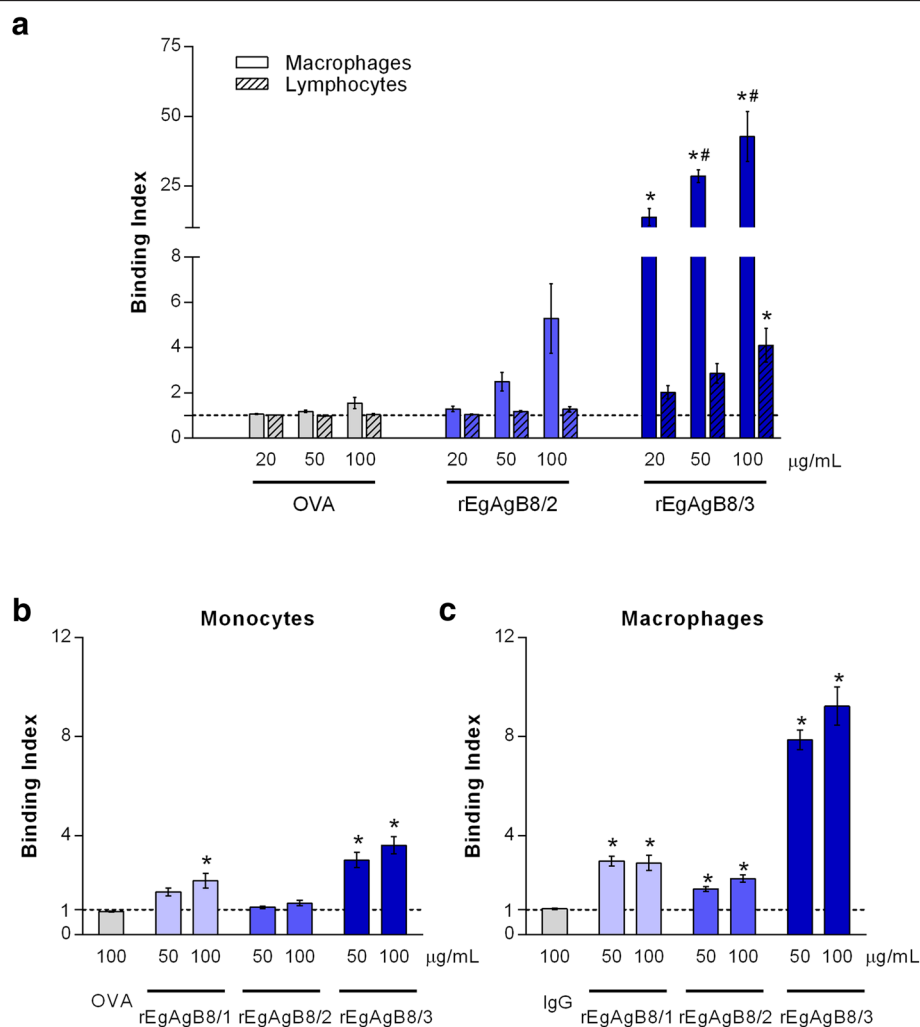 a
75
50
25
8
6
4
2
0
Binding Index
Macrophages
Lymphocytes
*
*#
*#
*
20 50 100 20 50 100 20 50 100 μg/mL
OVA rEgAgB8/2 rEgAgB8/3
b
Monocytes
12
8
4
1
0
Binding Index
*
*
*
100 50 100 50 100 50 100 μg/mL
OVA rEgAgB8/1 rEgAgB8/2 rEgAgB8/3
c
Macrophages
12
8
4
1
0
Binding Index
*
*
*
*
*
*
100 50 100 50 100 50 100 μg/mL
IgG rEgAgB8/1 rEgAgB8/2 rEgAgB8/3